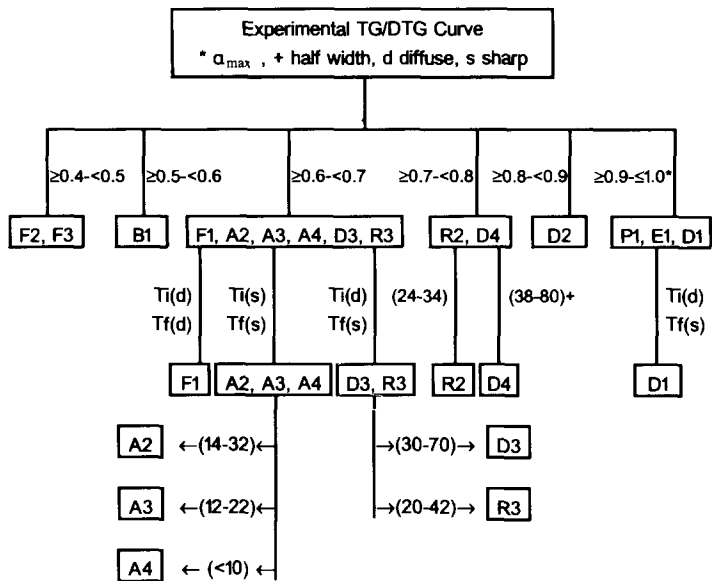 Experimental TG/DTG Curve
* αmax , + half width, d diffuse, s sharp
≥0.4-<0.5 ≥0.5-<0.6 ≥0.6-<0.7 ≥0.7-<0.8 ≥0.8-<0.9 ≥0.9-≤1.0*
F2, F3 B1 F1, A2, A3, A4, D3, R3 R2, D4 D2 P1, E1, D1
Ti(d) Ti(s) Ti(d) (24-34) (38-80)+ Ti(d)
Tf(d) Tf(s) Tf(s) Tf(s)
F1 A2, A3, A4 D3, R3 R2 D4 D1
A2 ←(14-32)← →(30-70)→ D3
A3 ←(12-22)← →(20-42)→ R3
A4 ← (<10) ←